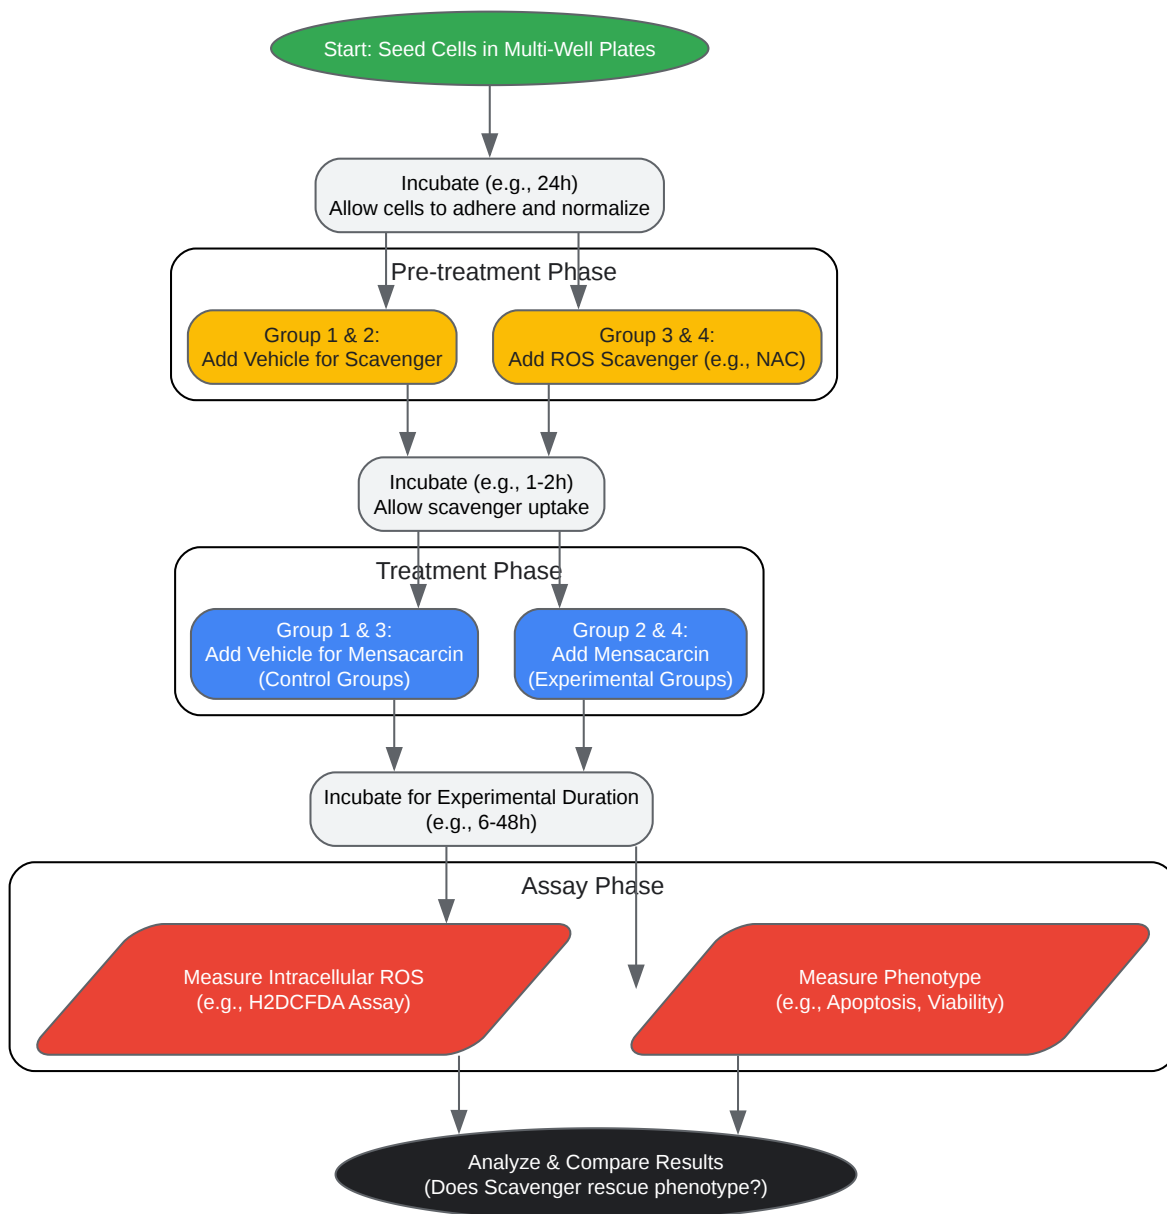 Start: Seed Cells in Multi-Well Plates
Incubate (e.g., 24h)
Allow cells to adhere and normalize
Pre-treatment Phase
Group 1 & 2:
Add Vehicle for Scavenger
Group 3 & 4:
Add ROS Scavenger (e.g., NAC)
Incubate (e.g., 1-2h)
Allow scavenger uptake
Treatment Phase
Group 1 & 3:
Add Vehicle for Mensacarcin
(Control Groups)
Group 2 & 4:
Add Mensacarcin
(Experimental Groups)
Incubate for Experimental Duration
(e.g., 6-48h)
Assay Phase
Measure Intracellular ROS
(e.g., H2DCFDA Assay)
Measure Phenotype
(e.g., Apoptosis, Viability)
Analyze & Compare Results
(Does Scavenger rescue phenotype?)